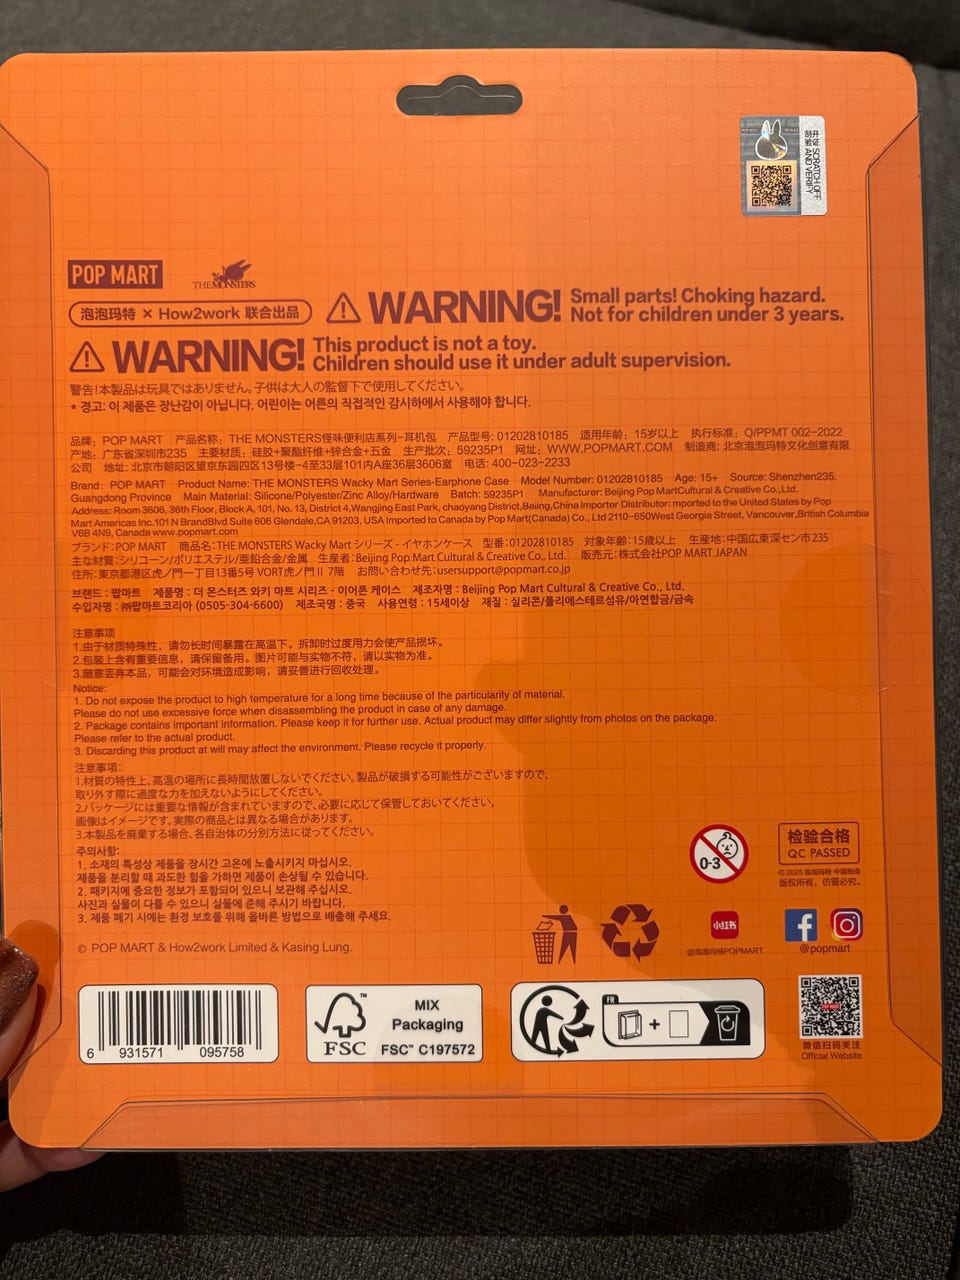 开启 SCRATCH OFF
刮验 AND VERIFY
POP MART
THE MONSTERS
泡泡玛特 × How2work 联合出品
WARNING! Small parts! Choking hazard.
Not for children under 3 years.
WARNING! This product is not a toy.
Children should use it under adult supervision.
警告!本製品は玩具ではありません。子供は大人の監督下で使用してください。
* 경고: 이 제품은 장난감이 아닙니다. 어린이는 어른의 직접적인 감시하에서 사용해야 합니다.
品牌：POP MART 产品名称：THE MONSTERS怪味便利店系列-耳机包 产品型号：01202810185 适用年龄：15岁以上 执行标准：Q/PPMT 002-2022
产地：广东省深圳市235 主要材质：硅胶+聚酯纤维+锌合金+五金 生产批次：59235P1 网址：WWW.POPMART.COM 制造商：北京泡泡玛特文化创意有限
公司 地址：北京市朝阳区望京东园四区13号楼-4至33层101内A座36层3606室 电话：400-023-2233
Brand: POP MART Product Name: THE MONSTERS Wacky Mart Series-Earphone Case Model Number: 01202810185 Age: 15+ Source: Shenzhen235,
Guangdong Province Main Material: Silicone/Polyester/Zinc Alloy/Hardware Batch: 59235P1 Manufacturer: Beijing Pop MartCultural & Creative Co.,Ltd.
Address: Room 3606, 36th Floor, Block A, 101, No. 13, District 4,Wangjing East Park, chaoyang District,Beiing,China Importer Distributor: mported to the United States by Pop
Mart Americas Inc.101 N BrandBlvd Suite 606 Glendale,CA 91203, USA Imported to Canada by Pop Mart(Canada) Co., Ltd 2110-650West Georgia Street, Vancouver,British Columbia
V6B 4N9, Canada www.popmart.com
ブランド:POP MART 商品名:THE MONSTERS Wacky Mart シリーズ - イヤホンケース 型番:01202810185 対象年齢:15歳以上 生産地:中国広東深セン市235
主な材質:シリコーン/ポリエステル/亜鉛合金/金属 生産者:Beijing Pop Mart Cultural & Creative Co., Ltd. 販売元:株式会社POP MART JAPAN
住所:東京都港区虎ノ門一丁目13番5号 VORT虎ノ門Ⅱ 7階 お問い合わせ先:usersupport@popmart.co.jp
브랜드 : 팝마트 제품명 : 더 몬스터즈 와키 마트 시리즈 - 이어폰 케이스 제조자명 : Beijing Pop Mart Cultural & Creative Co., Ltd.
수입자명 : ㈜팝마트코리아 (0505-304-6600) 제조국명 : 중국 사용연령 : 15세이상 재질 : 실리콘/폴리에스테르섬유/아연합금/금속
注意事项
1.由于材质特殊性，请勿长时间暴露在高温下。拆卸时过度用力会使产品损坏。
2.包装上含有重要信息，请保留备用。图片可能与实物不符，请以实物为准。
3.随意丢弃本品，可能会对环境造成影响，请妥善进行回收处理。
Notice:
1. Do not expose the product to high temperature for a long time because of the particularity of material.
Please do not use excessive force when disassembling the product in case of any damage.
2. Package contains important information. Please keep it for further use. Actual product may differ slightly from photos on the package.
Please refer to the actual product.
3. Discarding this product at will may affect the environment. Please recycle it properly.
注意事項：
1.材質の特性上、高温の場所に長時間放置しないでください。製品が破損する可能性がございますので、
取り外す際に過度な力を加えないようにしてください。
2.パッケージには重要な情報が含まれていますので、必要に応じて保管しておいてください。
画像はイメージです。実際の商品とは異なる場合があります。
3.本製品を廃棄する場合、各自治体の分別方法に従ってください。
주의사항:
1. 소재의 특성상 제품을 장시간 고온에 노출시키지 마십시오.
제품을 분리할 때 과도한 힘을 가하면 제품이 손상될 수 있습니다.
2. 패키지에 중요한 정보가 포함되어 있으니 보관해 주십시오.
사진과 실물이 다를 수 있으니 실물에 준해 주시기 바랍니다.
3. 제품 폐기 시에는 환경 보호를 위해 올바른 방법으로 배출해 주세요.
0-3
检验合格
QC PASSED
© 2025 泡泡玛特 中国制造
版权所有，仿冒必究。
小红书
@泡泡玛特POPMART
@popmart
© POP MART & How2work Limited & Kasing Lung.
6 931571 095758
FSC™
MIX
Packaging
FSC™ C197572
FR
+
POP MART
微信扫码关注
Official Website